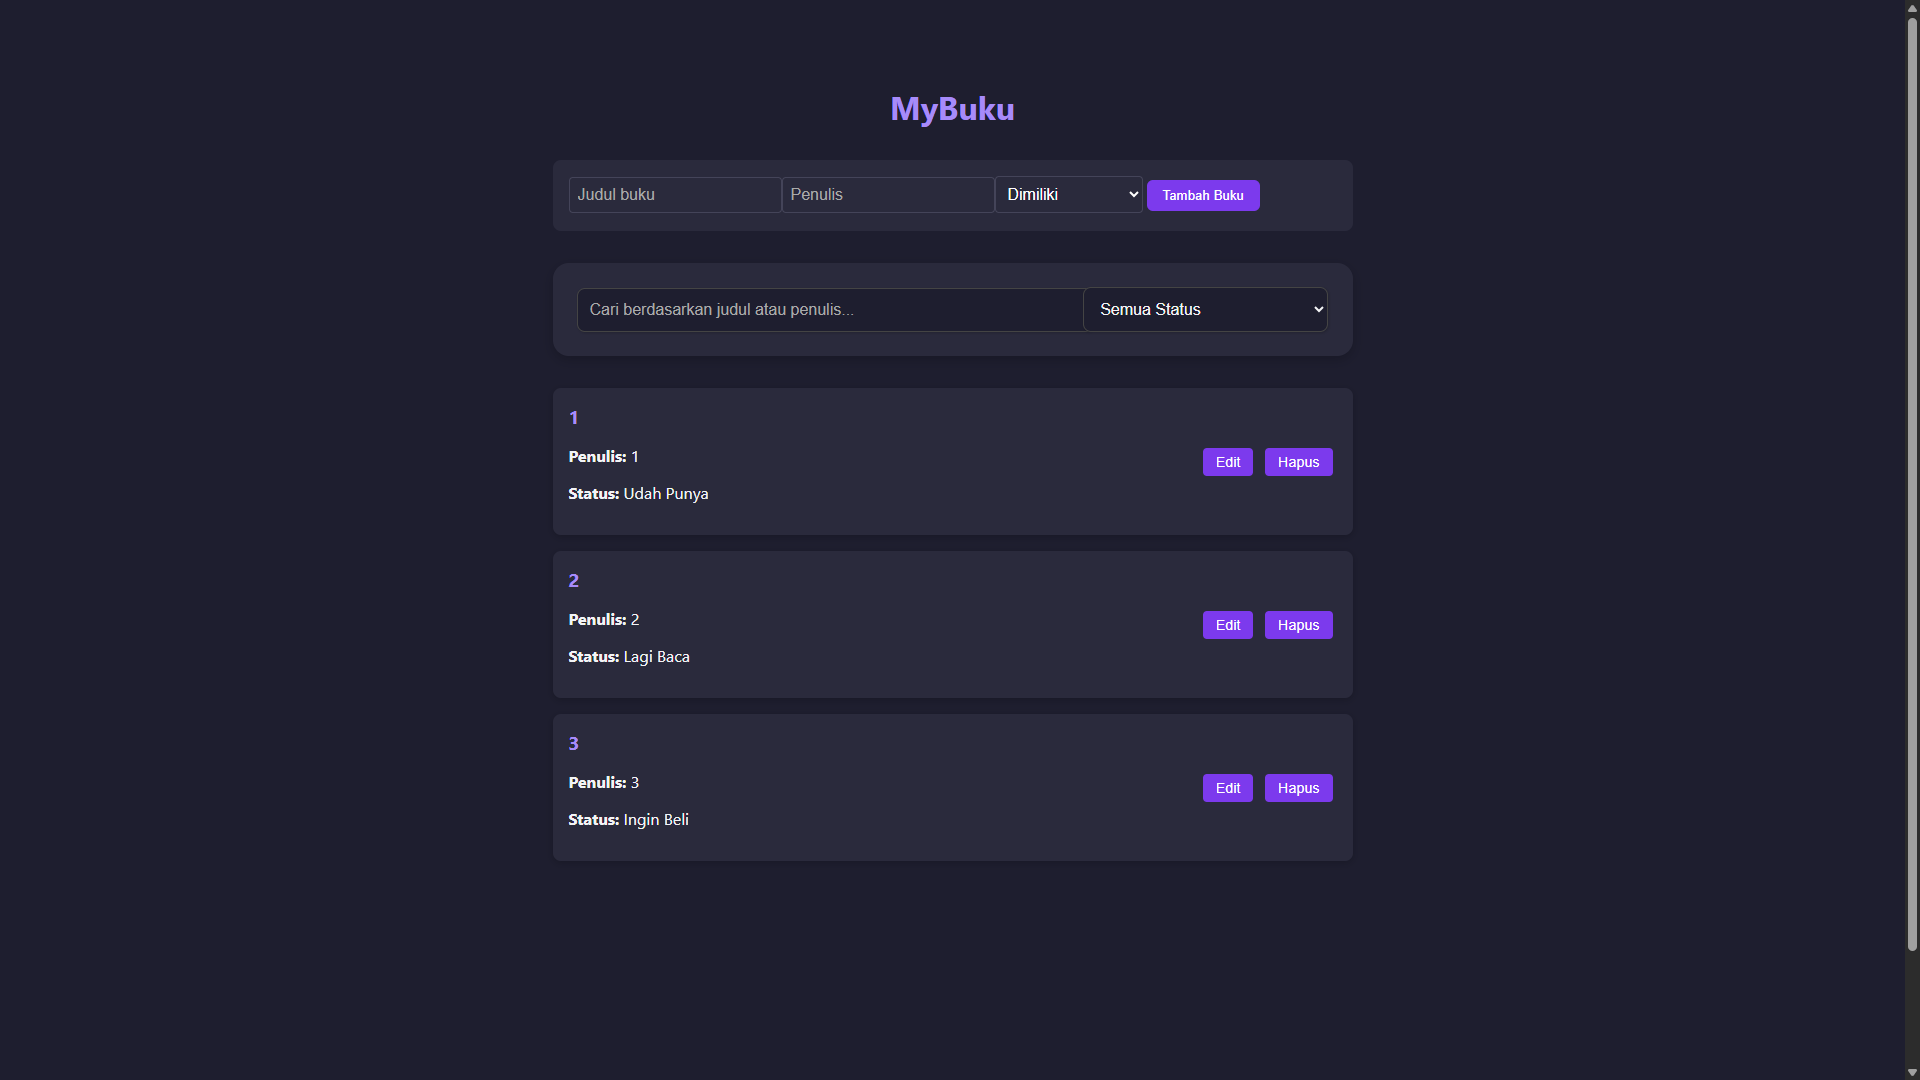 MyBuku
Judul buku Penulis Dimiliki Tambah Buku
Cari berdasarkan judul atau penulis... Semua Status
1
Penulis: 1
Edit Hapus
Status: Udah Punya
2
Penulis: 2
Edit Hapus
Status: Lagi Baca
3
Penulis: 3
Edit Hapus
Status: Ingin Beli